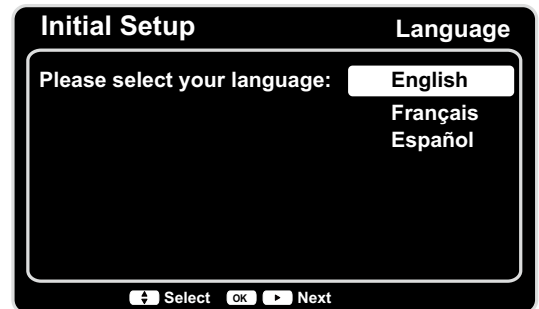 Initial Setup Language
Please select your language: English
Français
Español
Select OK Next